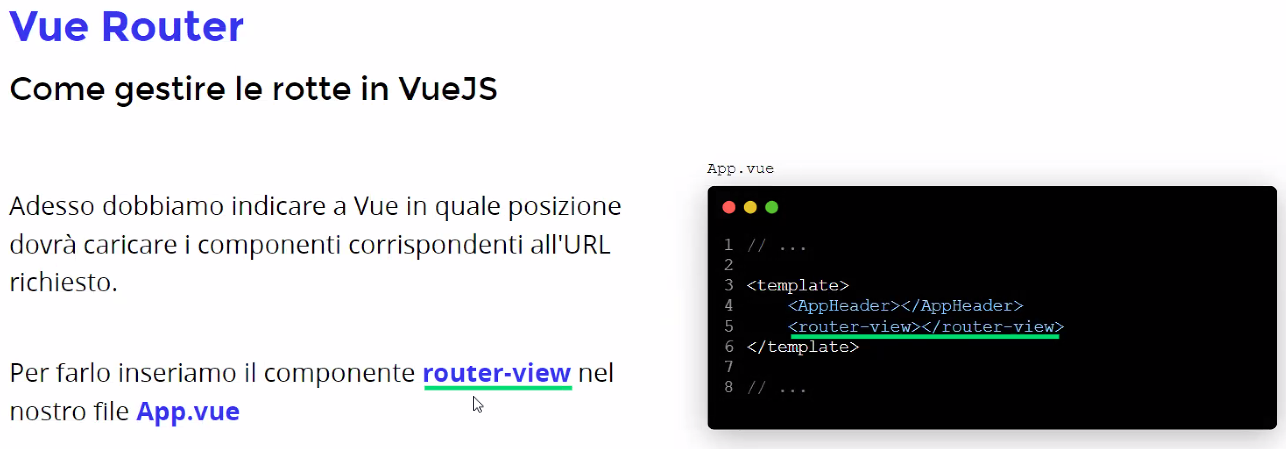 Vue Router
Come gestire le rotte in VueJS
Adesso dobbiamo indicare a Vue in quale posizione
dovrà caricare i componenti corrispondenti all'URL
richiesto.
Per farlo inseriamo il componente router-view nel
nostro file App.vue
App.vue
1 // ...
2
3 <template>
4     <AppHeader></AppHeader>
5     <router-view></router-view>
6 </template>
7
8 // ...